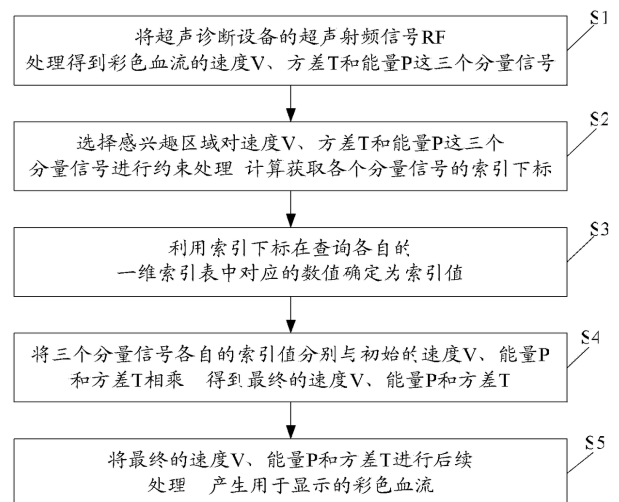 S1
将超声诊断设备的超声射频信号RF
处理得到彩色血流的速度V、方差T和能量P这三个分量信号
S2
选择感兴趣区域对速度V、方差T和能量P这三个
分量信号进行约束处理 计算获取各个分量信号的索引下标
S3
利用索引下标在查询各自的
一维索引表中对应的数值确定为索引值
S4
将三个分量信号各自的索引值分别与初始的速度V、能量P
和方差T相乘 得到最终的速度V、能量P和方差T
S5
将最终的速度V、能量P和方差T进行后续
处理 产生用于显示的彩色血流